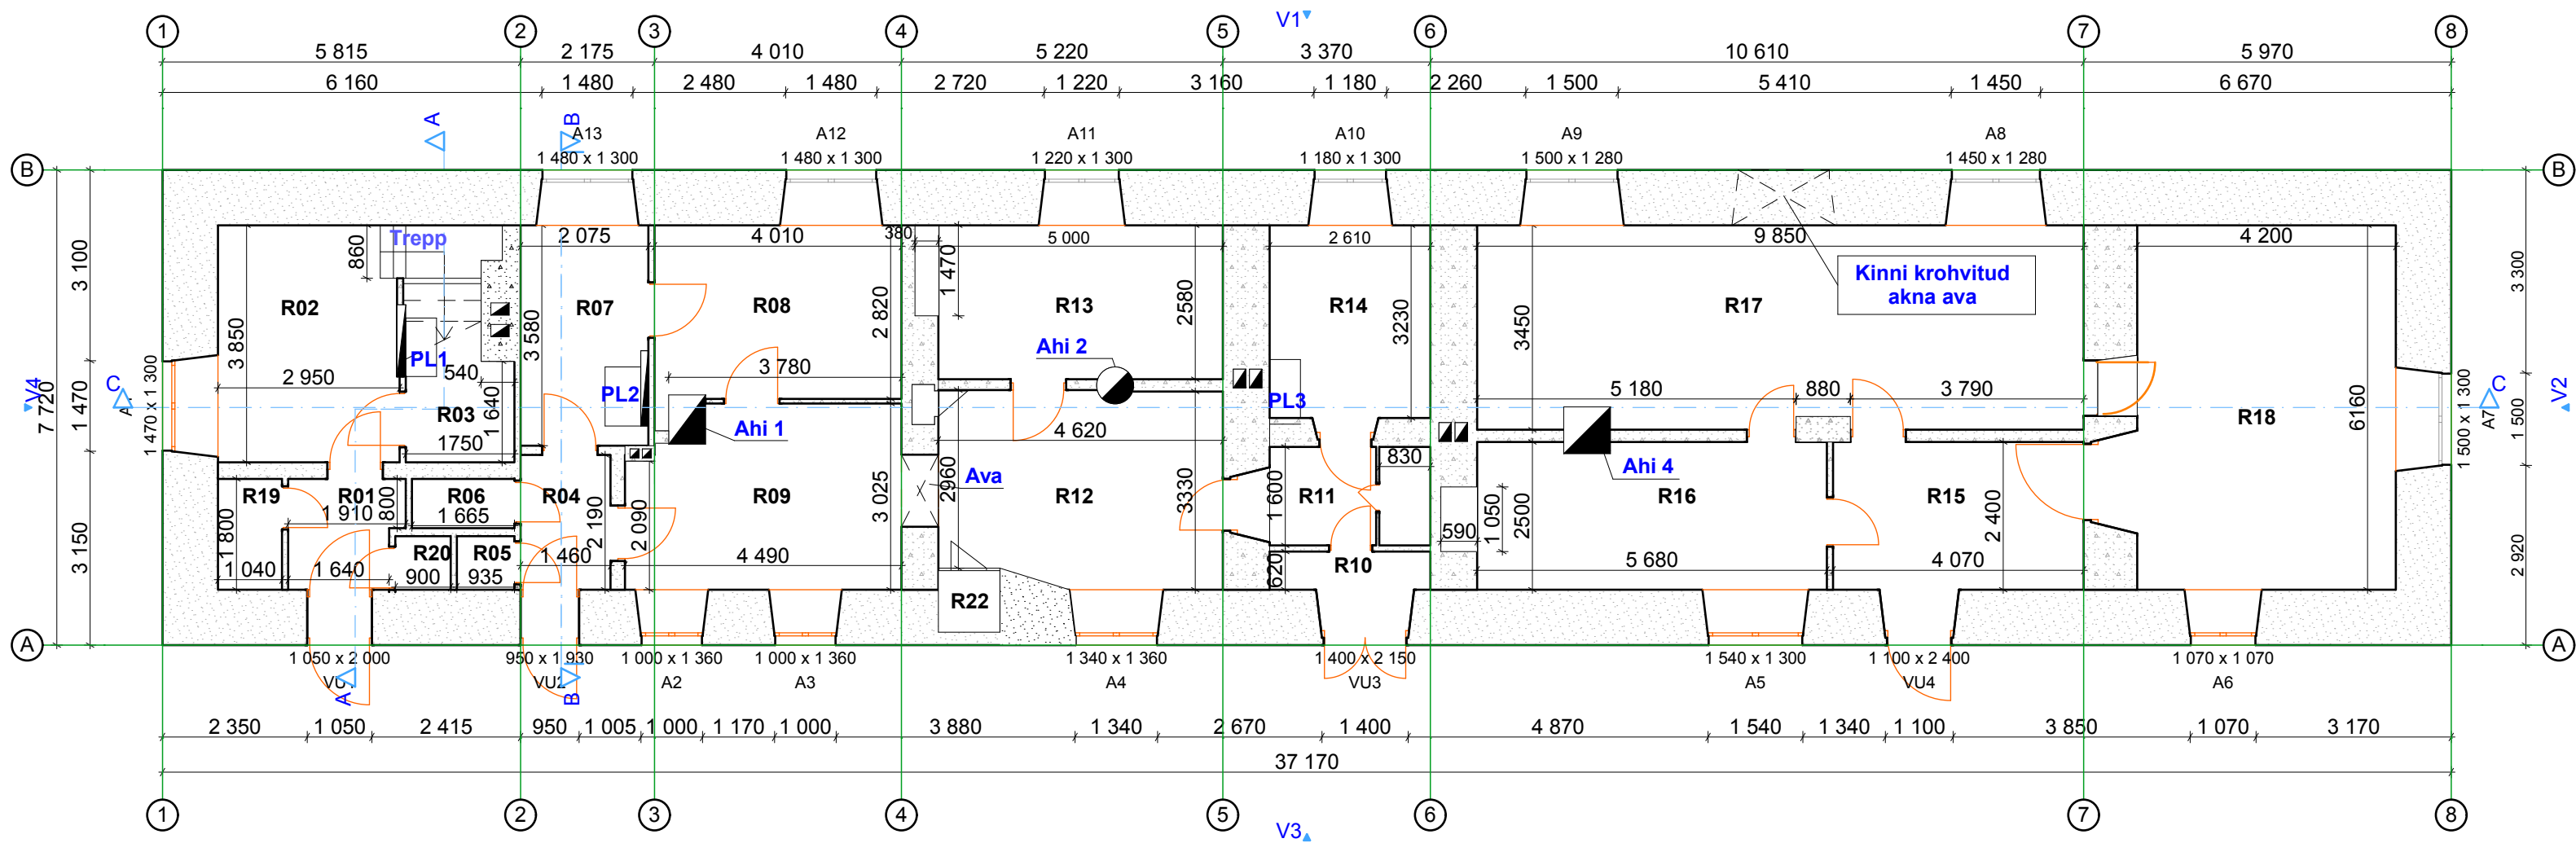 V1
1 2 3 4 5 6 7 8
5 815 2 175 4 010 5 220 3 370 10 610 5 970
6 160 1 480 2 480 1 480 2 720 1 220 3 160 1 180 2 260 1 500 5 410 1 450 6 670
A B
A13 A12 A11 A10 A9 A8
1 480 x 1 300 1 480 x 1 300 1 220 x 1 300 1 180 x 1 300 1 500 x 1 280 1 450 x 1 280
B B
Trepp
860 2 075 4 010 380 5 000 2 610 9 850 4 200
3 100 1 470 3 300
Kinni krohvitud
akna ava
R02 R07 R08 R13 R14 R17
3 850 3 580 2 820 2580 3230 3450
PL1 540 Ahi 2
2 950 3 780
PL2 PL3 5 180 880 3 790
V4 7 720 C 1 470 x 1 300 1 470
R03 1 640 1750
Ahi 1 4 620 R18 6160
C V2 A7 1 500 x 1 300 1 500
830 Ahi 4
Ava 2960
R19 R01 R06 R04 R09 R12 R11 R16 R15
1 910 800 1 665 3 025 3330 1 600
1 800 2 190 2 090 590 1 050 2500 2 400
3 150 2 920
R20 R05 R10
1 040 1 640 900 935 1 460 4 490 620 5 680 4 070
R22
A A
1 050 x 2 000 950 x 1 930 1 000 x 1 360 1 000 x 1 360 1 340 x 1 360 1 400 x 2 150 1 540 x 1 300 1 100 x 2 400 1 070 x 1 070
VU1 VU2 A2 A3 A4 VU3 A5 VU4 A6
A B
2 350 1 050 2 415 950 1 005 1 000 1 170 1 000 3 880 1 340 2 670 1 400 4 870 1 540 1 340 1 100 3 850 1 070 3 170
37 170
1 2 3 4 5 6 7 8
V3